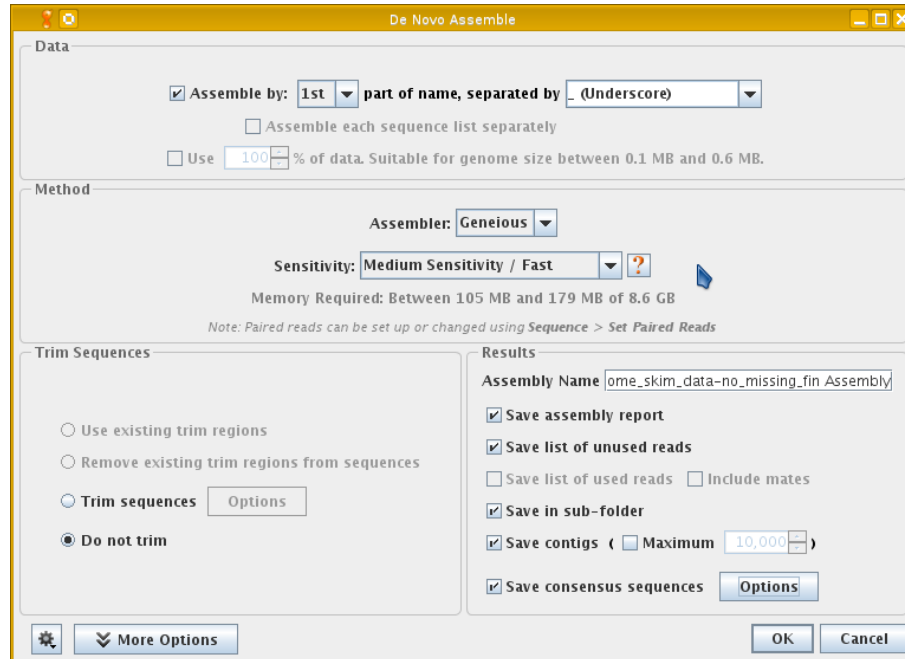 De Novo Assemble
Data
Assemble by: 1st part of name, separated by _ (Underscore)
Assemble each sequence list separately
Use 100 % of data. Suitable for genome size between 0.1 MB and 0.6 MB.
Method
Assembler: Geneious
Sensitivity: Medium Sensitivity / Fast ?
Memory Required: Between 105 MB and 179 MB of 8.6 GB
Note: Paired reads can be set up or changed using Sequence > Set Paired Reads
Trim Sequences
Use existing trim regions
Remove existing trim regions from sequences
Trim sequences Options
Do not trim
Results
Assembly Name ome_skim_data-no_missing_fin Assembly
Save assembly report
Save list of unused reads
Save list of used reads Include mates
Save in sub-folder
Save contigs ( Maximum 10,000 )
Save consensus sequences Options
More Options
OK Cancel